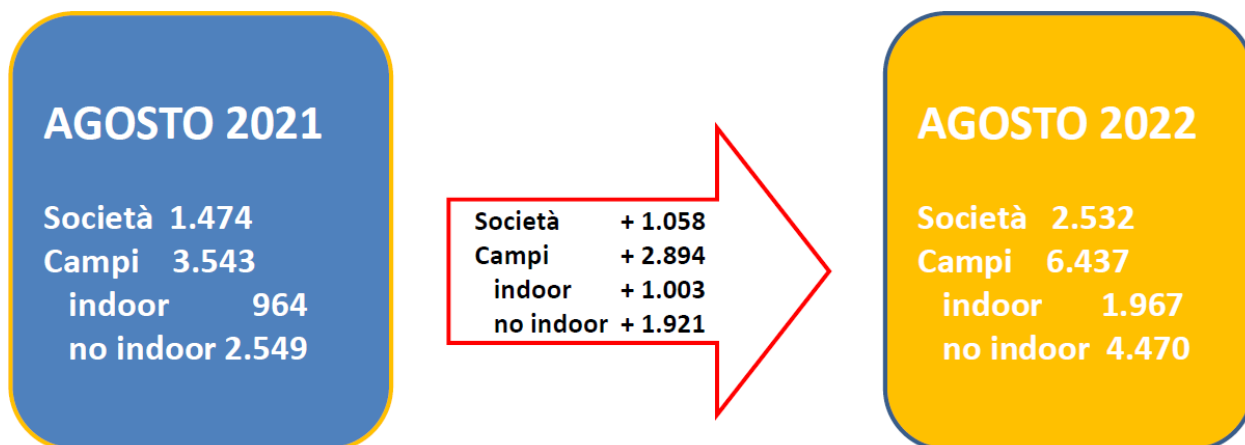 AGOSTO 2021
Società 1.474
Campi 3.543
indoor 964
no indoor 2.549
Società + 1.058
Campi + 2.894
indoor + 1.003
no indoor + 1.921
AGOSTO 2022
Società 2.532
Campi 6.437
indoor 1.967
no indoor 4.470